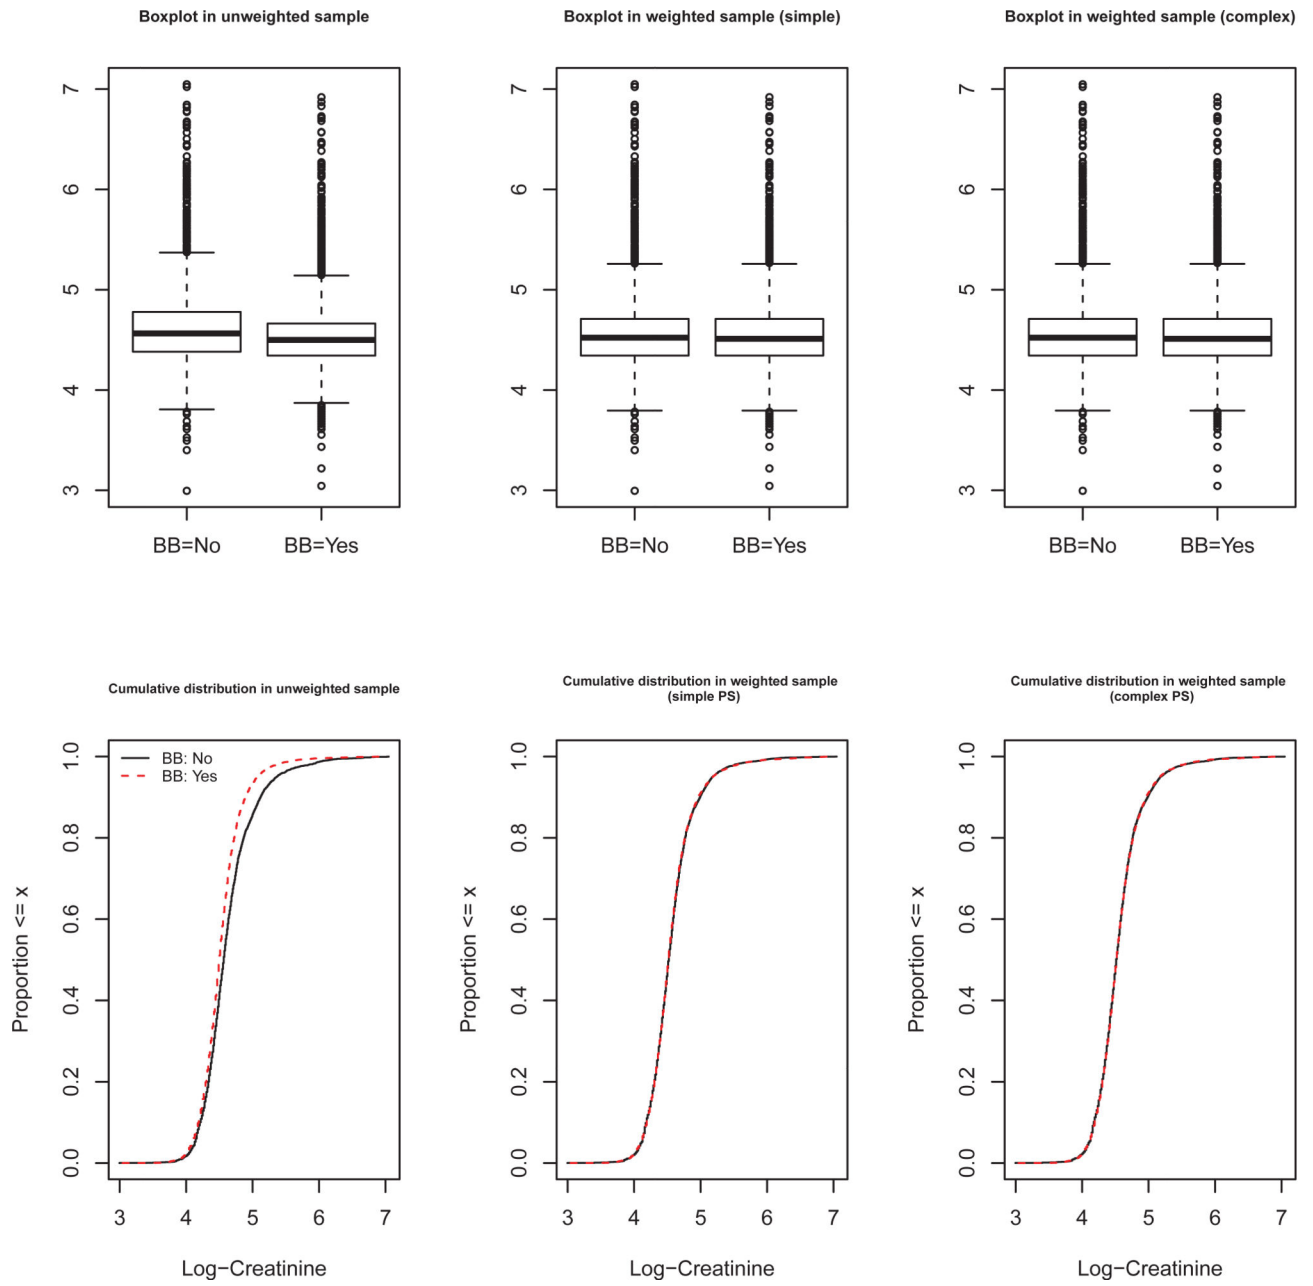 Boxplot in unweighted sample
7
6
5
4
3
BB=No BB=Yes
Boxplot in weighted sample (simple)
7
6
5
4
3
BB=No BB=Yes
Boxplot in weighted sample (complex)
7
6
5
4
3
BB=No BB=Yes
Cumulative distribution in unweighted sample
BB: No
BB: Yes
Proportion <= x
1.0
0.8
0.6
0.4
0.2
0.0
3 4 5 6 7
Log−Creatinine
Cumulative distribution in weighted sample
(simple PS)
Proportion <= x
1.0
0.8
0.6
0.4
0.2
0.0
3 4 5 6 7
Log−Creatinine
Cumulative distribution in weighted sample
(complex PS)
Proportion <= x
1.0
0.8
0.6
0.4
0.2
0.0
3 4 5 6 7
Log−Creatinine